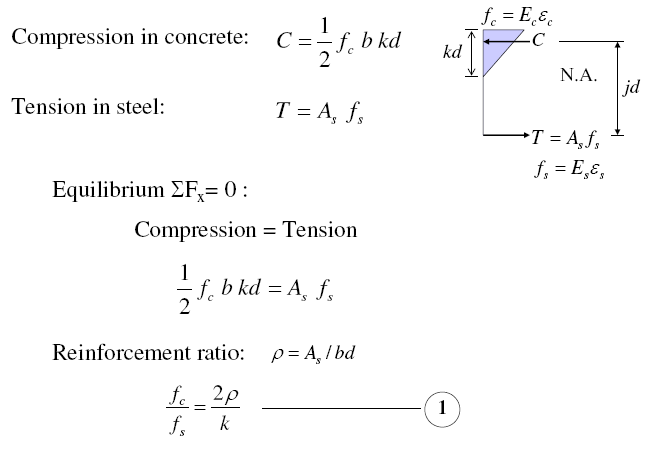 Compression in concrete: C = 1/2 f_c b kd
f_c = E_c ε_c
C
kd
N.A.
jd
Tension in steel: T = A_s f_s
T = A_s f_s
f_s = E_s ε_s
Equilibrium ΣF_x= 0 :
Compression = Tension
1/2 f_c b kd = A_s f_s
Reinforcement ratio: ρ = A_s / bd
f_c / f_s = 2ρ / k
1